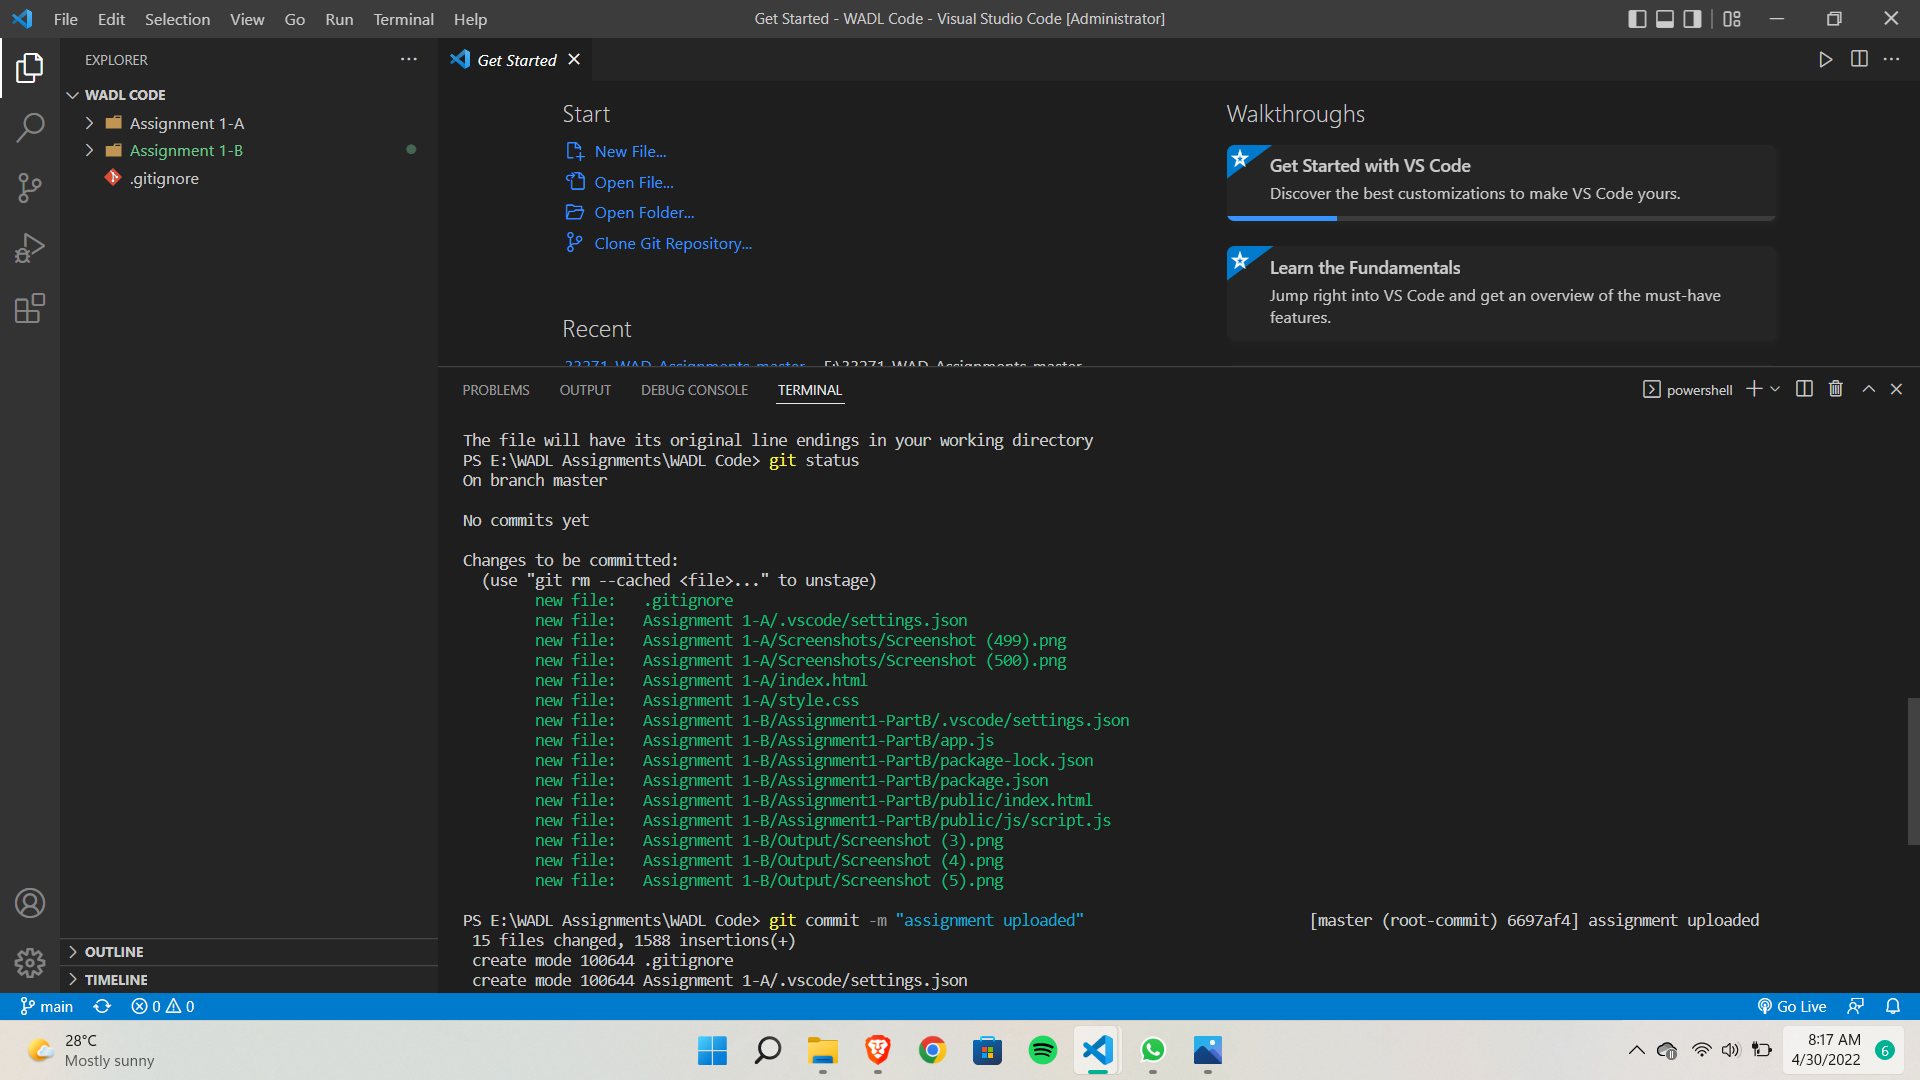 File Edit Selection View Go Run Terminal Help
Get Started - WADL Code - Visual Studio Code [Administrator]
EXPLORER
WADL CODE
Assignment 1-A
Assignment 1-B
.gitignore
OUTLINE
TIMELINE
Get Started
Start
New File...
Open File...
Open Folder...
Clone Git Repository...
Recent
33271-WAD-Assignments-master E:\33271-WAD-Assignments-master
Walkthroughs
Get Started with VS Code
Discover the best customizations to make VS Code yours.
Learn the Fundamentals
Jump right into VS Code and get an overview of the must-have
features.
PROBLEMS OUTPUT DEBUG CONSOLE TERMINAL
powershell
The file will have its original line endings in your working directory
PS E:\WADL Assignments\WADL Code> git status
On branch master
No commits yet
Changes to be committed:
(use "git rm --cached <file>..." to unstage)
new file: .gitignore
new file: Assignment 1-A/.vscode/settings.json
new file: Assignment 1-A/Screenshots/Screenshot (499).png
new file: Assignment 1-A/Screenshots/Screenshot (500).png
new file: Assignment 1-A/index.html
new file: Assignment 1-A/style.css
new file: Assignment 1-B/Assignment1-PartB/.vscode/settings.json
new file: Assignment 1-B/Assignment1-PartB/app.js
new file: Assignment 1-B/Assignment1-PartB/package-lock.json
new file: Assignment 1-B/Assignment1-PartB/package.json
new file: Assignment 1-B/Assignment1-PartB/public/index.html
new file: Assignment 1-B/Assignment1-PartB/public/js/script.js
new file: Assignment 1-B/Output/Screenshot (3).png
new file: Assignment 1-B/Output/Screenshot (4).png
new file: Assignment 1-B/Output/Screenshot (5).png
PS E:\WADL Assignments\WADL Code> git commit -m "assignment uploaded" [master (root-commit) 6697af4] assignment uploaded
15 files changed, 1588 insertions(+)
create mode 100644 .gitignore
create mode 100644 Assignment 1-A/.vscode/settings.json
main 0 0
Go Live
28°C
Mostly sunny
8:17 AM
4/30/2022
6